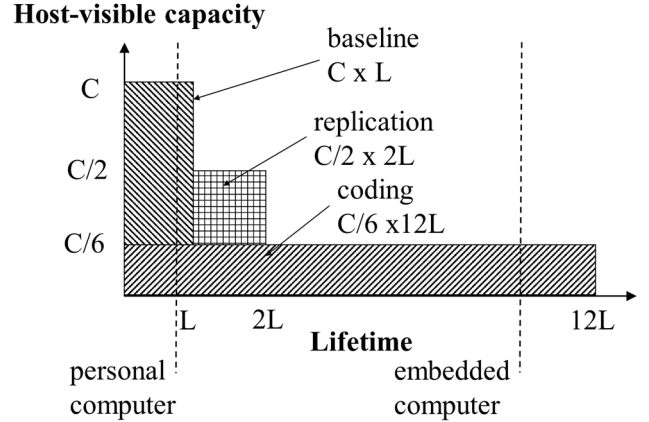 Host-visible capacity
baseline
C x L
C
replication
C/2 x 2L
C/2
coding
C/6 x12L
C/6
L
2L
12L
Lifetime
personal
computer
embedded
computer